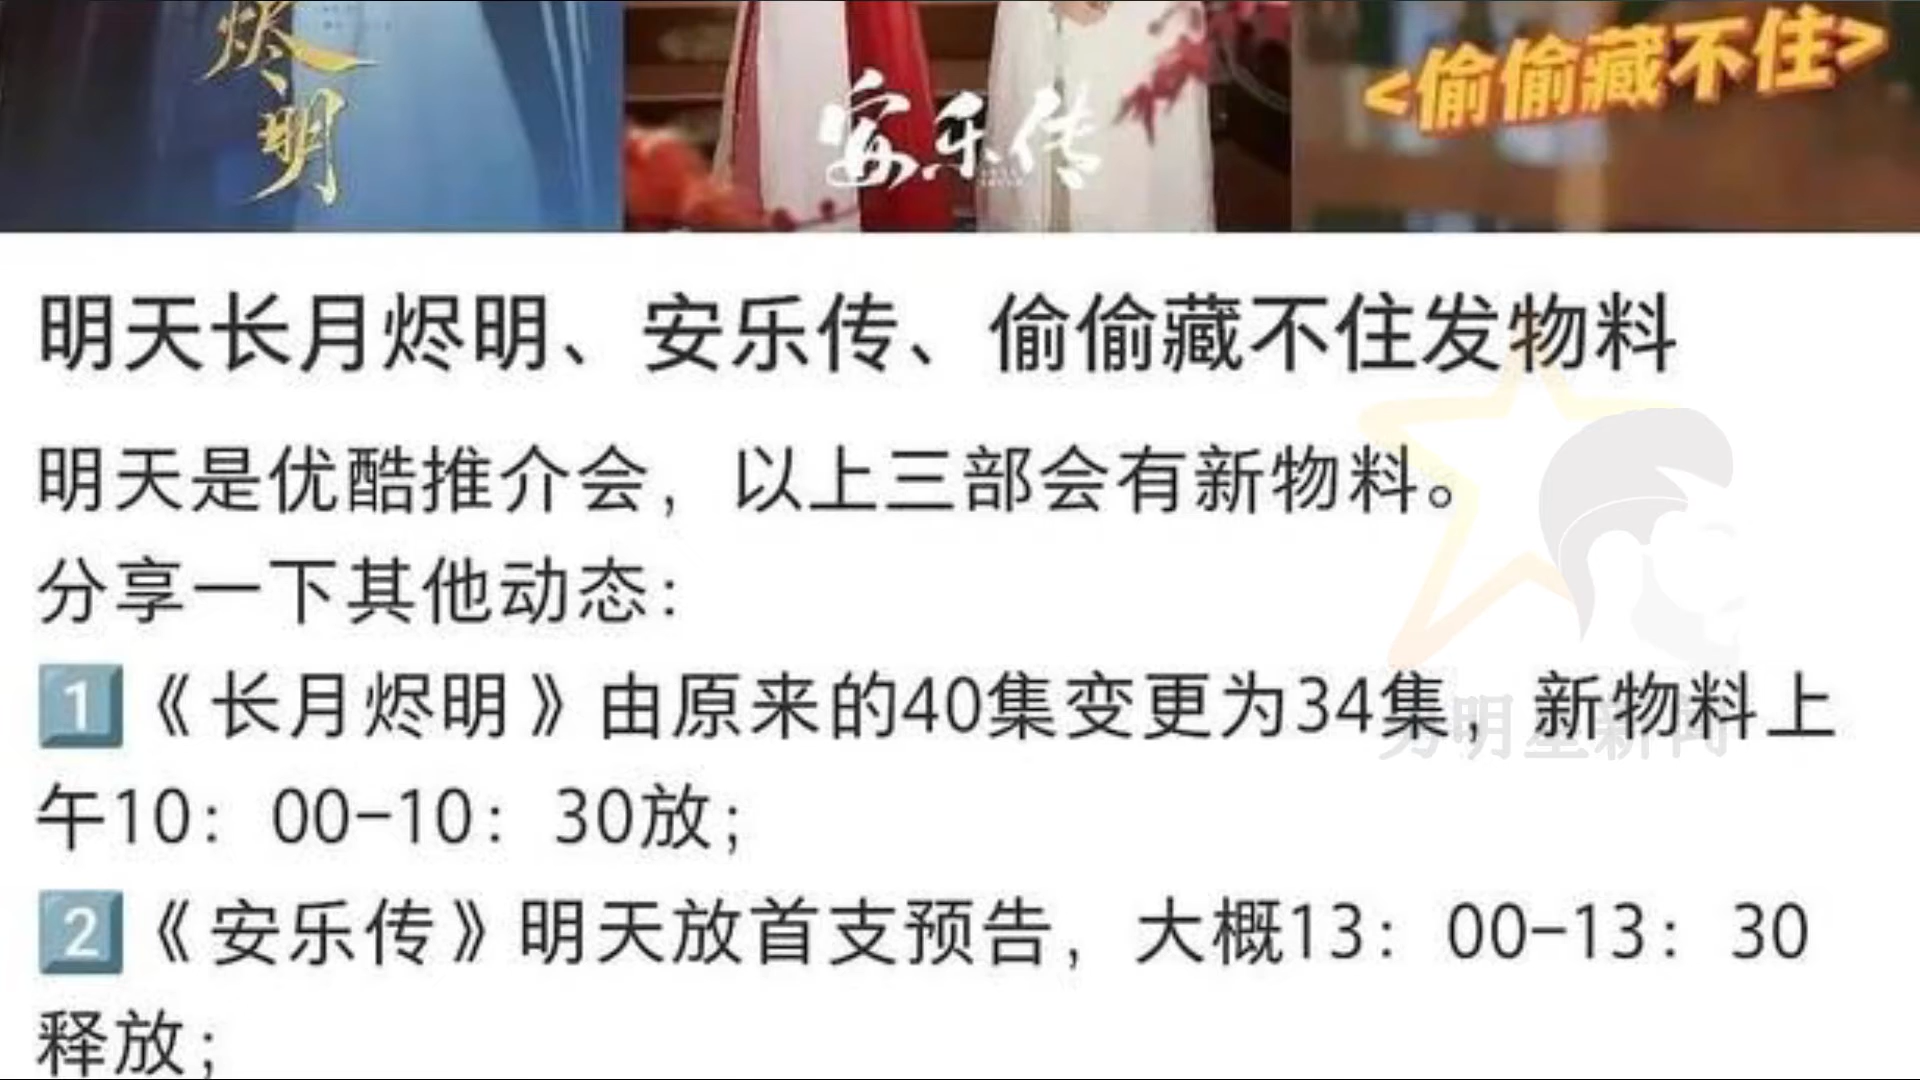 烬明
安乐传
<偷偷藏不住>
明天长月烬明、安乐传、偷偷藏不住发物料
明天是优酷推介会，以上三部会有新物料。
分享一下其他动态：
1《长月烬明》由原来的40集变更为34集，新物料上
午10：00-10：30放；
2《安乐传》明天放首支预告，大概13：00-13：30
释放；